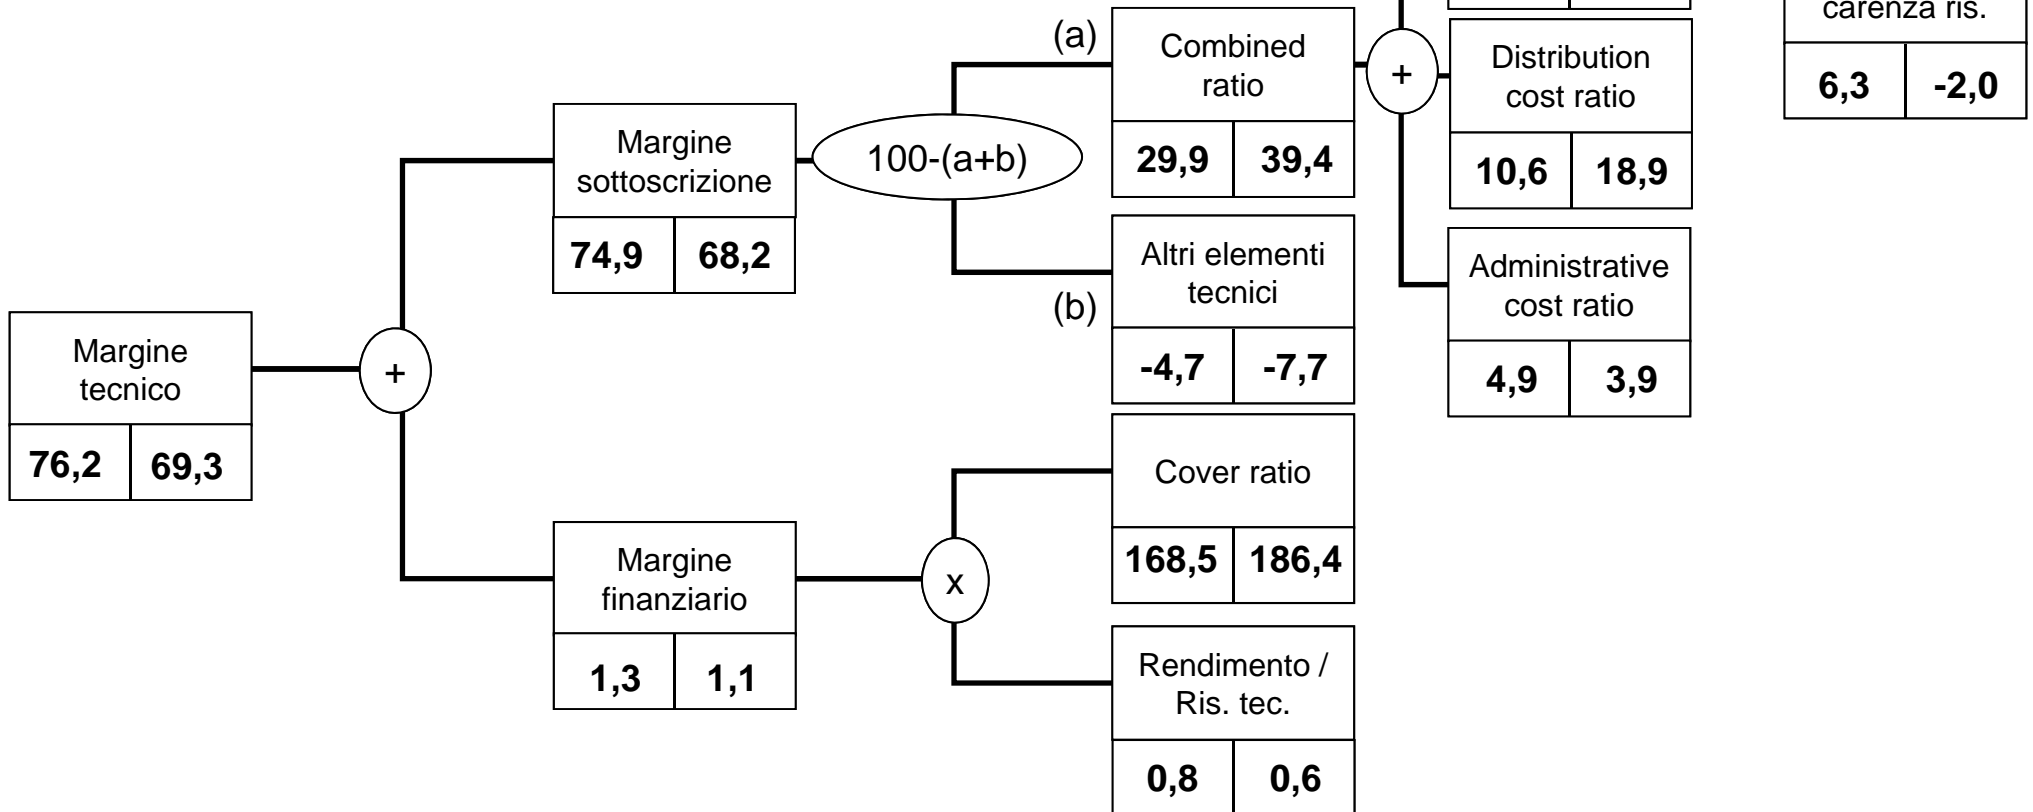 carenza ris.
6,3 -2,0
(a)
Combined
ratio
29,9 39,4
+
Distribution
cost ratio
10,6 18,9
Margine
sottoscrizione
74,9 68,2
100-(a+b)
Altri elementi
tecnici
(b)
-4,7 -7,7
Administrative
cost ratio
4,9 3,9
Margine
tecnico
76,2 69,3
+
Cover ratio
168,5 186,4
Margine
finanziario
1,3 1,1
x
Rendimento /
Ris. tec.
0,8 0,6